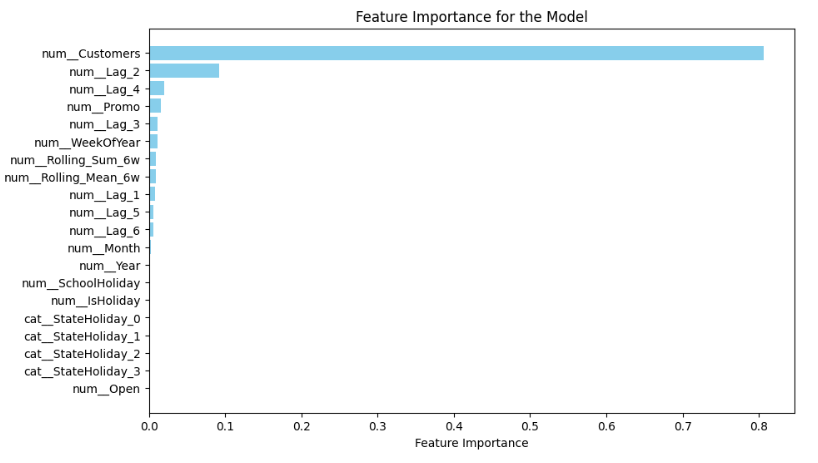 Feature Importance for the Model
num__Customers
num__Lag_2
num__Lag_4
num__Promo
num__Lag_3
num__WeekOfYear
num__Rolling_Sum_6w
num__Rolling_Mean_6w
num__Lag_1
num__Lag_5
num__Lag_6
num__Month
num__Year
num__SchoolHoliday
num__IsHoliday
cat__StateHoliday_0
cat__StateHoliday_1
cat__StateHoliday_2
cat__StateHoliday_3
num__Open
0.0 0.1 0.2 0.3 0.4 0.5 0.6 0.7 0.8
Feature Importance